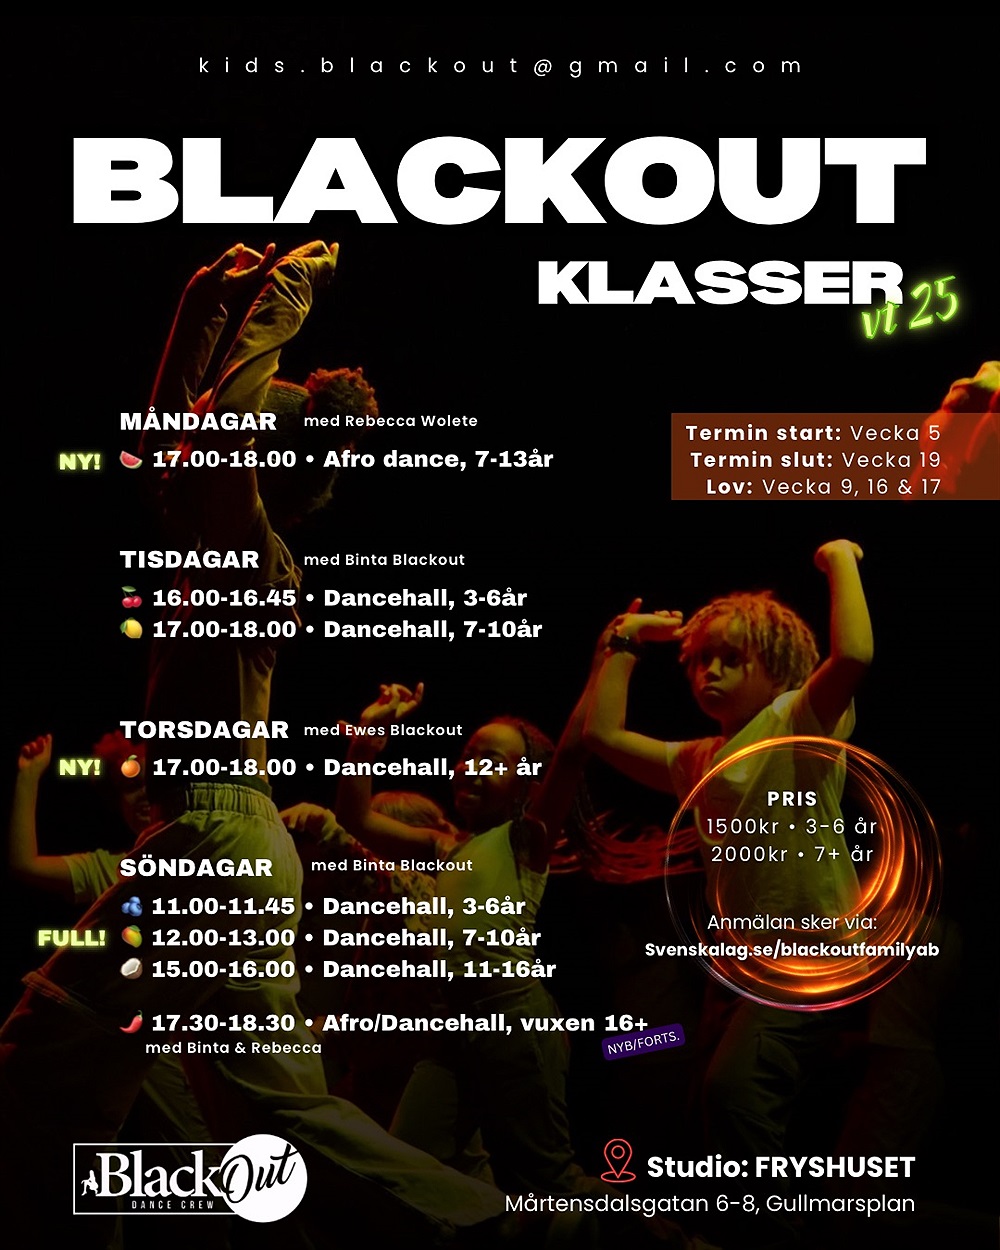 kids.blackout@gmail.com
BLACKOUT
KLASSER
vt 25
MÅNDAGAR med Rebecca Wolete
NY! 17.00-18.00 • Afro dance, 7-13år
Termin start: Vecka 5
Termin slut: Vecka 19
Lov: Vecka 9, 16 & 17
TISDAGAR med Binta Blackout
16.00-16.45 • Dancehall, 3-6år
17.00-18.00 • Dancehall, 7-10år
TORSDAGAR med Ewes Blackout
NY! 17.00-18.00 • Dancehall, 12+ år
PRIS
1500kr • 3-6 år
2000kr • 7+ år
Anmälan sker via:
Svenskalag.se/blackoutfamilyab
SÖNDAGAR med Binta Blackout
11.00-11.45 • Dancehall, 3-6år
FULL! 12.00-13.00 • Dancehall, 7-10år
15.00-16.00 • Dancehall, 11-16år
17.30-18.30 • Afro/Dancehall, vuxen 16+
NYB/FORTS.
med Binta & Rebecca
BlackOut
DANCE CREW
Studio: FRYSHUSET
Mårtensdalsgatan 6-8, Gullmarsplan